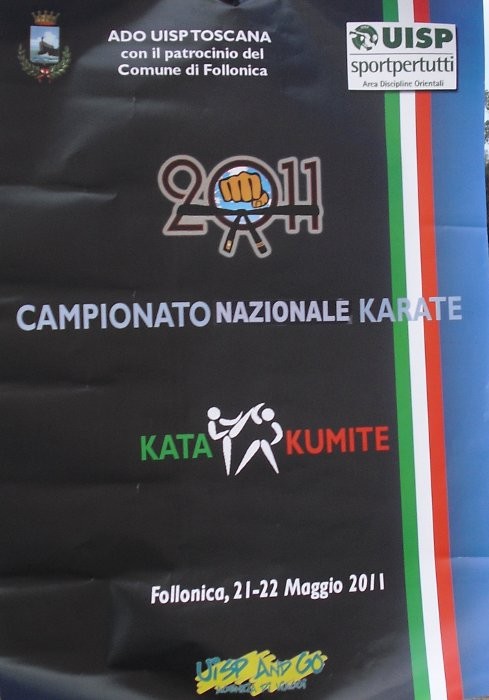 ADO UISP TOSCANA
con il patrocinio del
Comune di Follonica
UISP
sportpertutti
Area Discipline Orientali
2011
CAMPIONATO NAZIONALE KARATE
KATA KUMITE
Follonica, 21-22 Maggio 2011
UISP AND GO